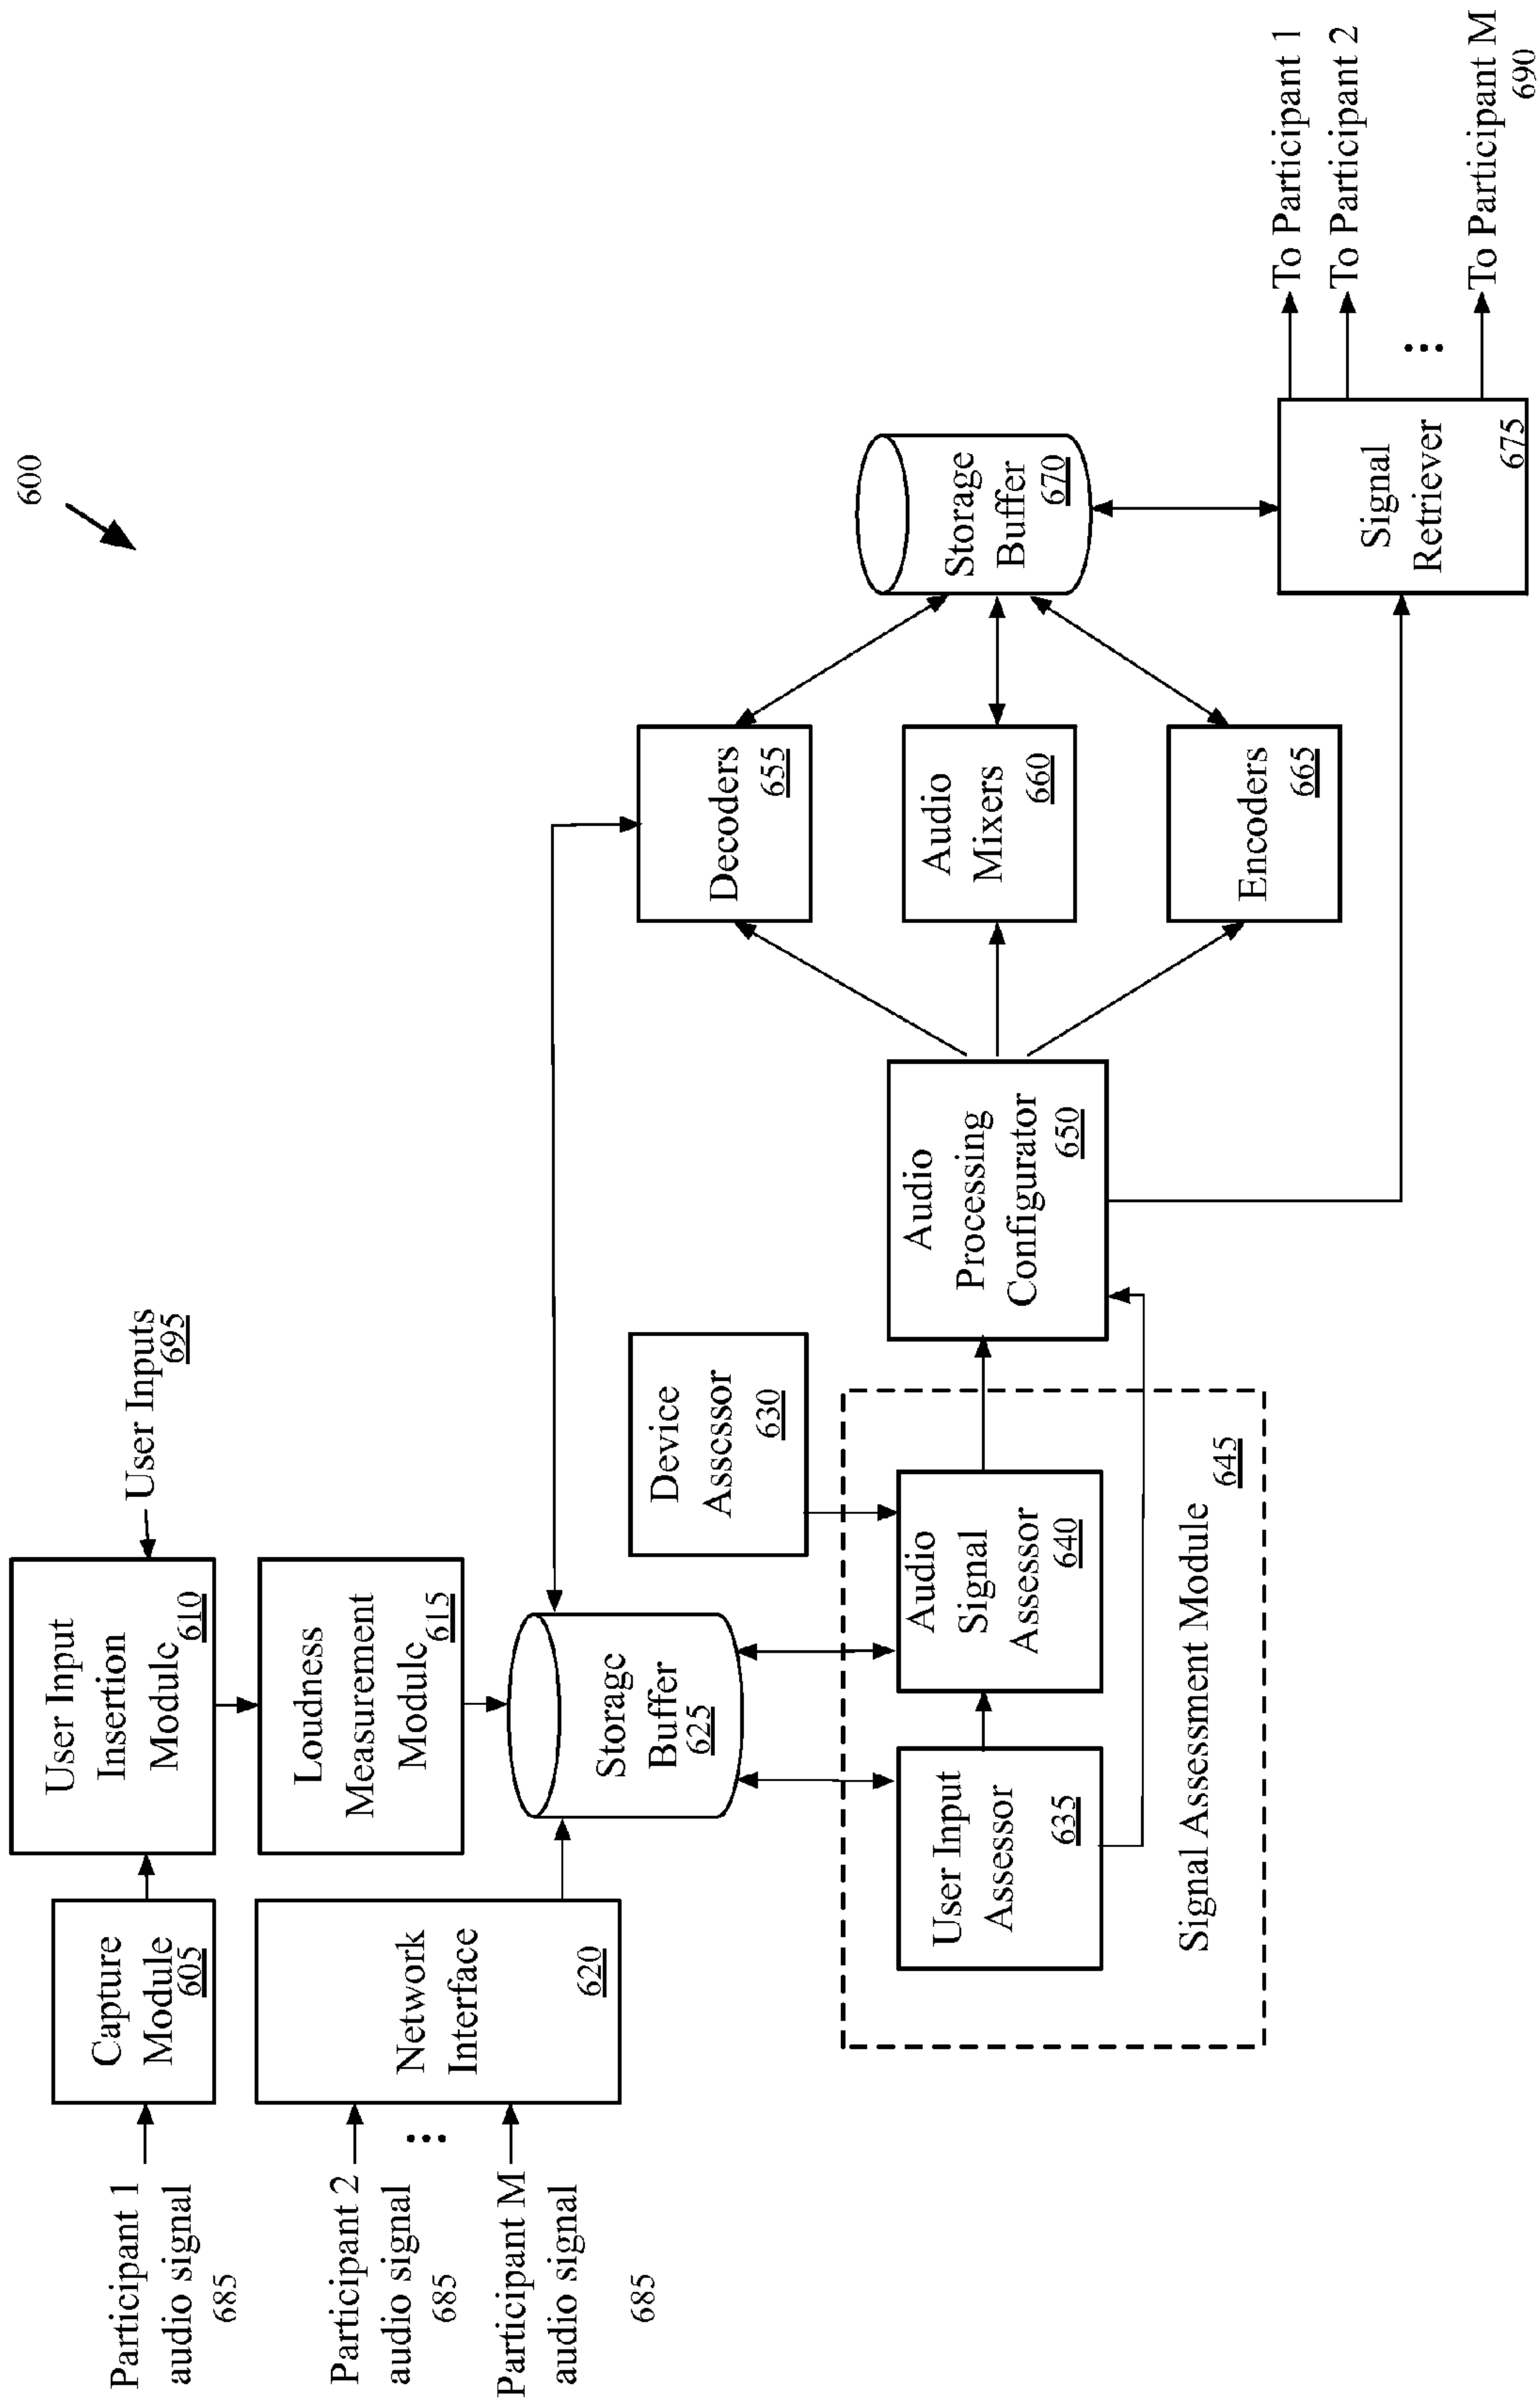 600
Participant 1
audio signal
685
Capture
Module
605
User Input
Insertion
Module
610
User Inputs
695
Loudness
Measurement
Module
615
Participant 2
audio signal
685
Participant M
audio signal
685
Network
Interface
620
Storage
Buffer
625
Device
Assessor
630
User Input
Assessor
635
Audio
Signal
Assessor
640
Signal Assessment Module
645
Audio
Processing
Configurator
650
Decoders
655
Audio
Mixers
660
Encoders
665
Storage
Buffer
670
Signal
Retriever
675
To Participant 1
To Participant 2
To Participant M
690